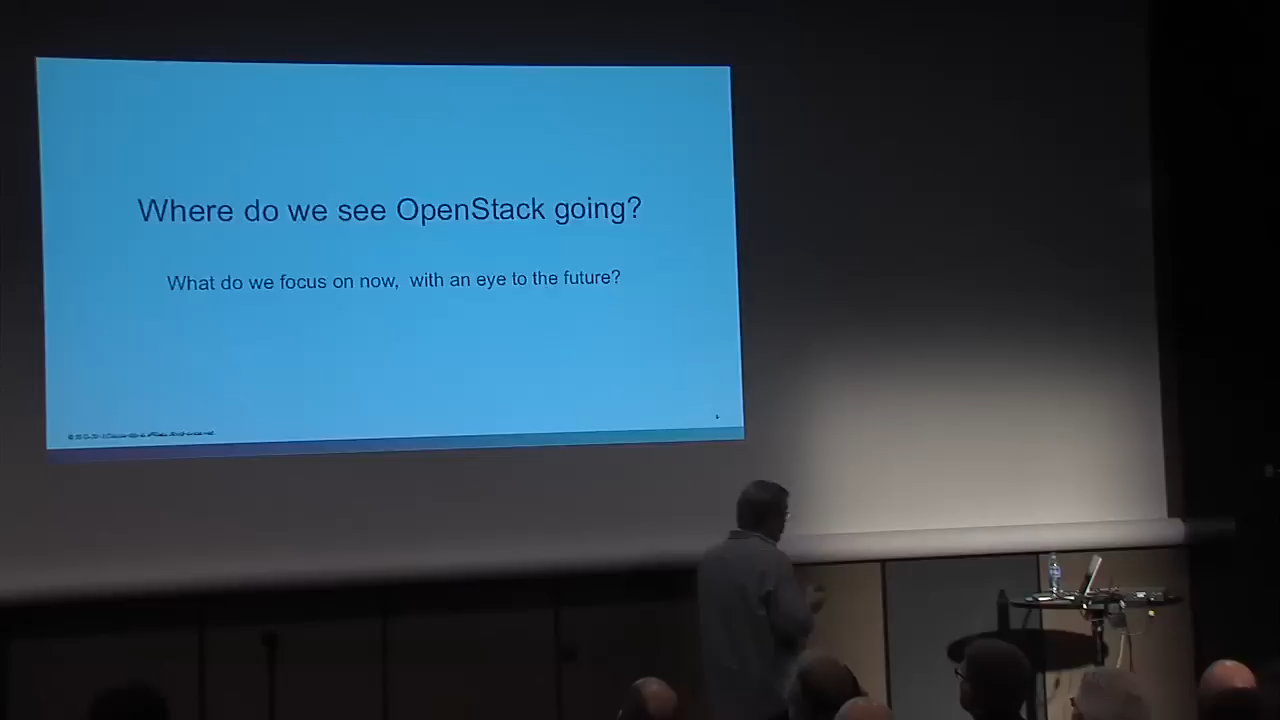 Where do we see OpenStack going?
What do we focus on now, with an eye to the future?